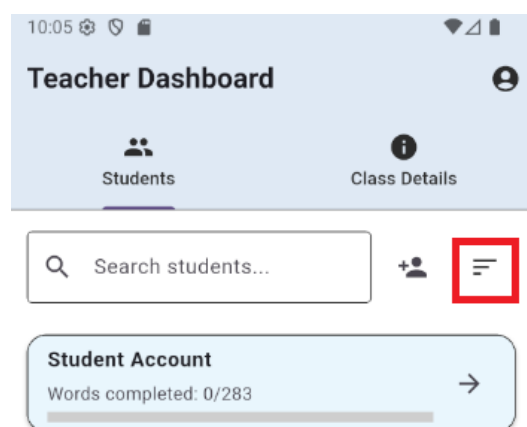 10:05
Teacher Dashboard
Students
Class Details
Search students...
Student Account
Words completed: 0/283